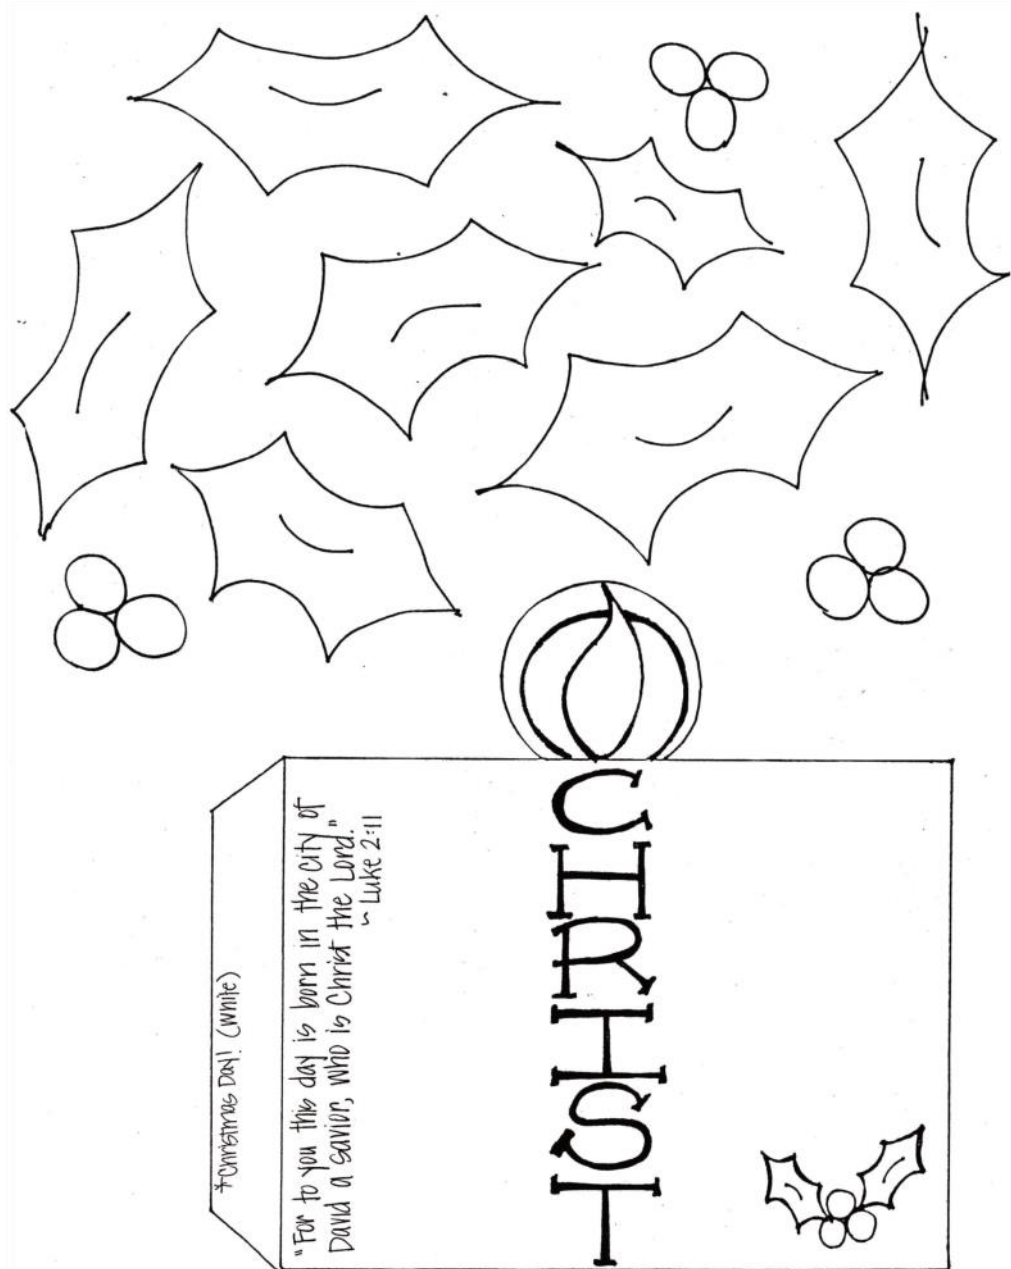 *Christmas Day! (White)
"For to you this day is born in the city of
David a savior, who is Christ the Lord."
~ Luke 2:11
CHRIST